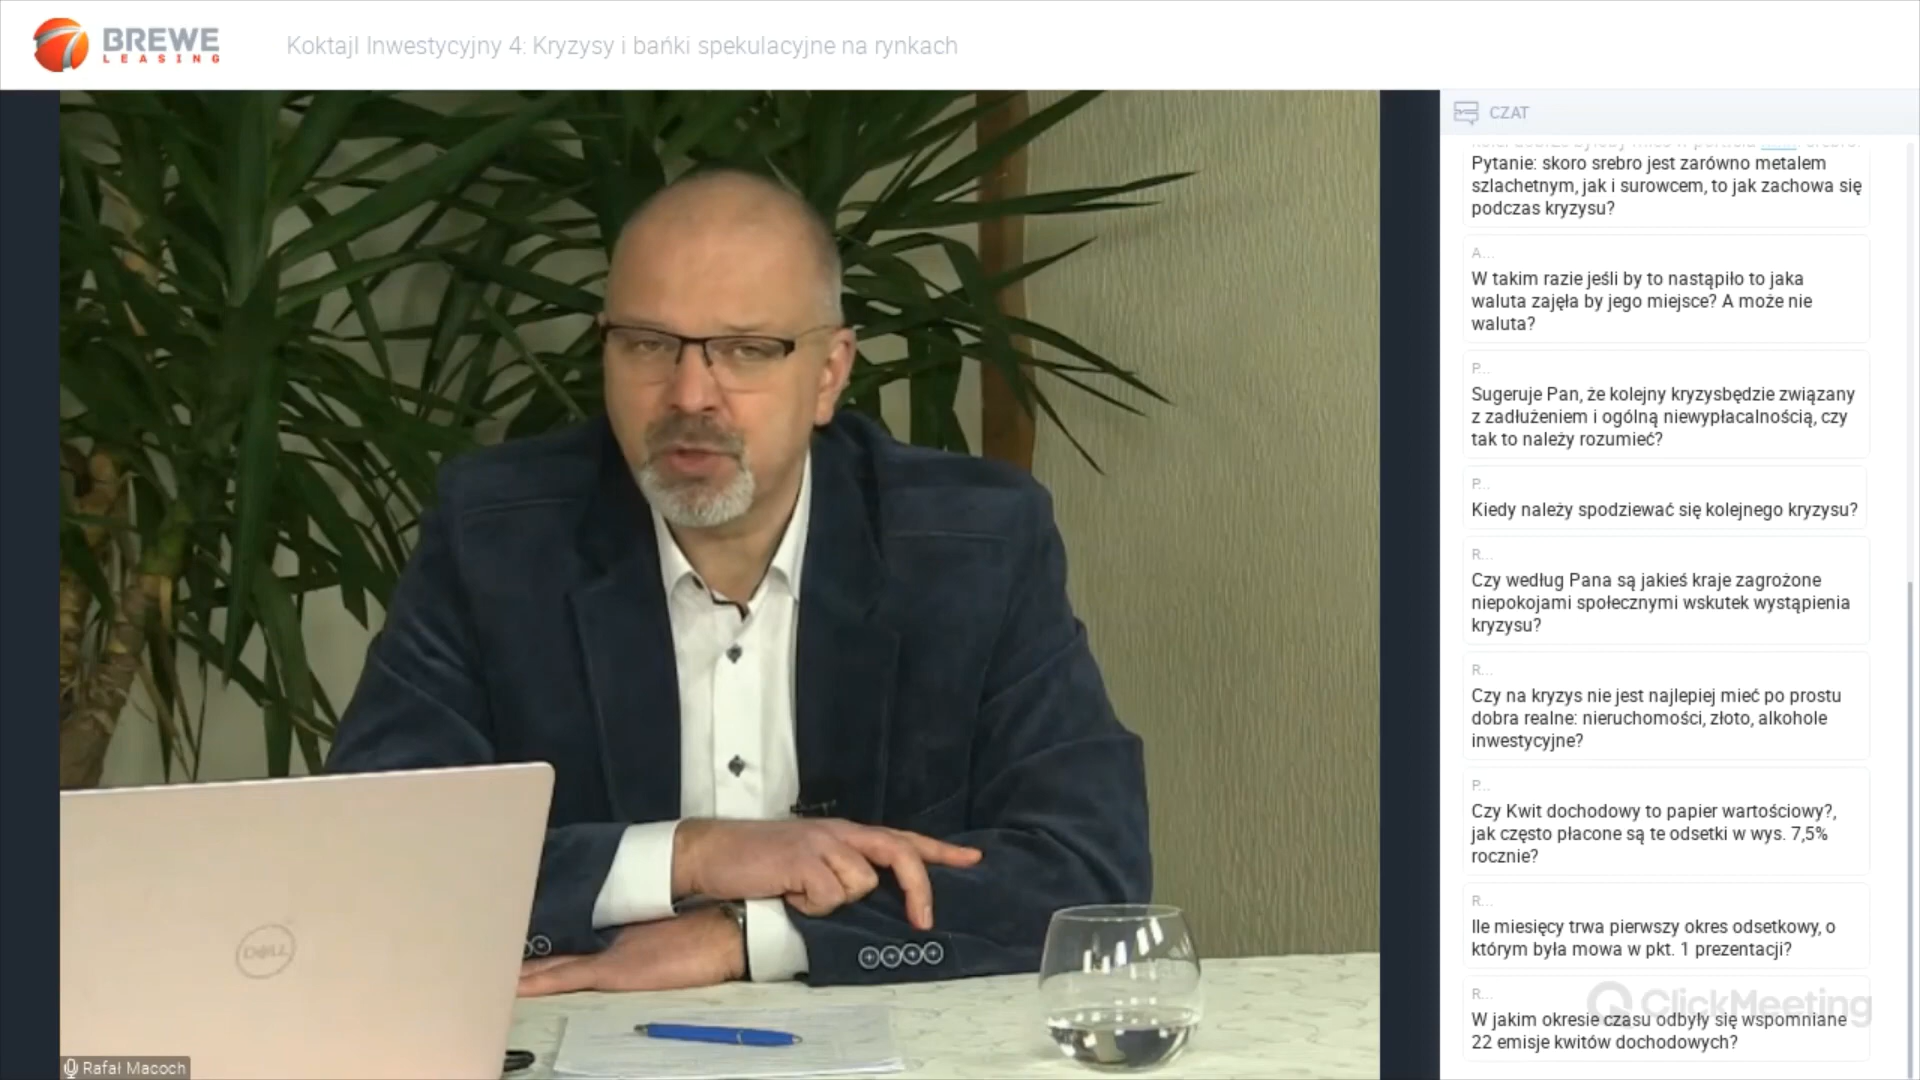 BREWE
LEASING
Koktajl Inwestycyjny 4: Kryzysy i bańki spekulacyjne na rynkach
CZAT
Pytanie: skoro srebro jest zarówno metalem
szlachetnym, jak i surowcem, to jak zachowa się
podczas kryzysu?
A...
W takim razie jeśli by to nastąpiło to jaka
waluta zajęła by jego miejsce? A może nie
waluta?
P...
Sugeruje Pan, że kolejny kryzysbędzie związany
z zadłużeniem i ogólną niewypłacalnością, czy
tak to należy rozumieć?
P...
Kiedy należy spodziewać się kolejnego kryzysu?
R...
Czy według Pana są jakieś kraje zagrożone
niepokojami społecznymi wskutek wystąpienia
kryzysu?
R...
Czy na kryzys nie jest najlepiej mieć po prostu
dobra realne: nieruchomości, złoto, alkohole
inwestycyjne?
P...
Czy Kwit dochodowy to papier wartościowy?,
jak często płacone są te odsetki w wys. 7,5%
rocznie?
R...
Ile miesięcy trwa pierwszy okres odsetkowy, o
którym była mowa w pkt. 1 prezentacji?
R...
ClickMeeting
W jakim okresie czasu odbyły się wspomniane
22 emisje kwitów dochodowych?
DELL
Rafał Macoch